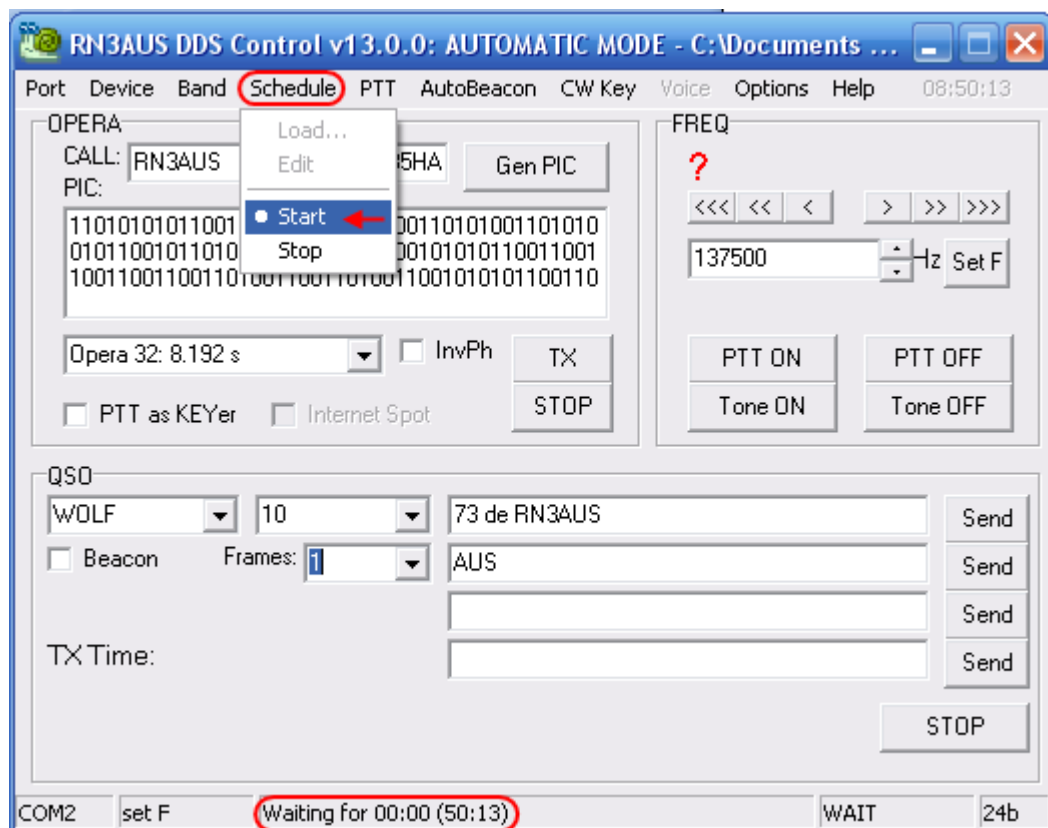 RN3AUS DDS Control v13.0.0: AUTOMATIC MODE - C:\Documents ...
Port Device Band Schedule PTT AutoBeacon CW Key Voice Options Help 08:50:13
OPERA
CALL: RN3AUS 5HA Gen PIC
PIC:
11010101011001 00110101001101010
01011001011010 00101010110011001
1001100110011010011001101001100101010110 0110
Load...
Edit
Start
Stop
Opera 32: 8.192 s InvPh TX
PTT as KEYer Internet Spot STOP
FREQ
?
<<< << < > >> >>>
137500 Hz Set F
PTT ON PTT OFF
Tone ON Tone OFF
QSO
WOLF 10 73 de RN3AUS Send
Beacon Frames: 1 AUS Send
Send
TX Time: Send
STOP
COM2 set F Waiting for 00:00 (50:13) WAIT 24b